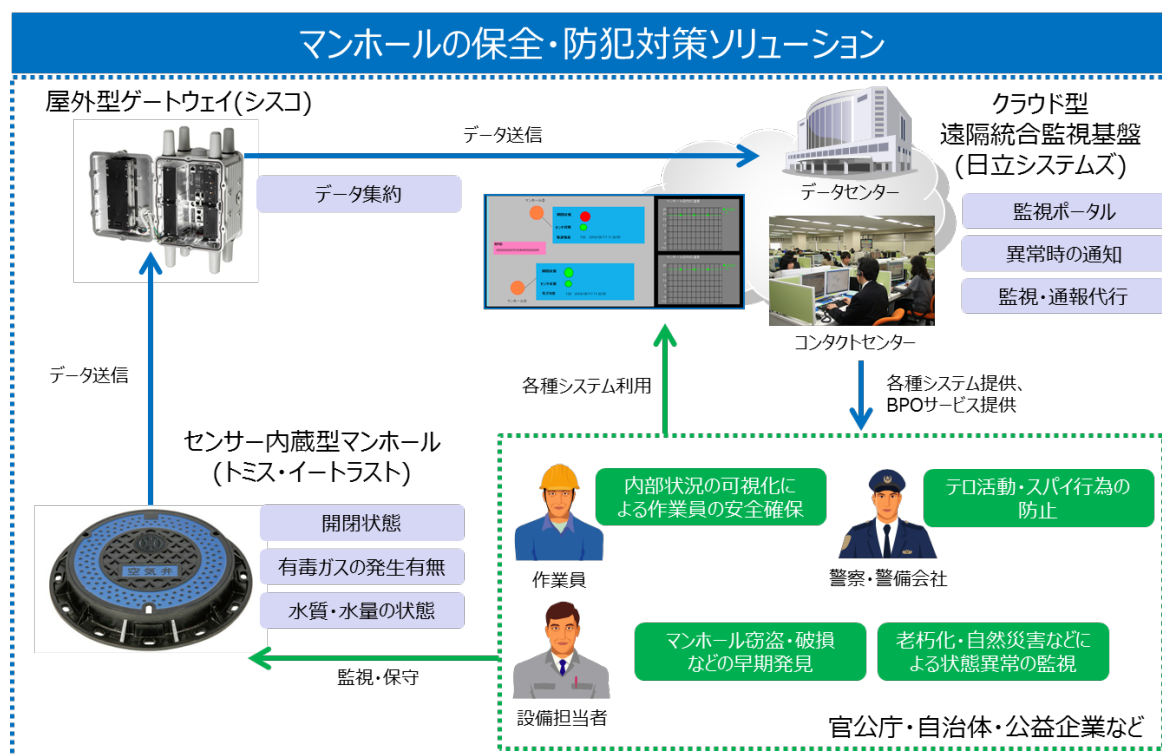 マンホールの保全・防犯対策ソリューション
屋外型ゲートウェイ(シスコ)
データ送信
データ集約
データセンター
クラウド型
遠隔統合監視基盤
(日立システムズ)
監視ポータル
異常時の通知
監視・通報代行
コンタクトセンター
データ送信
各種システム利用
各種システム提供、
BPOサービス提供
センサー内蔵型マンホール
(トミス・イートラスト)
開閉状態
有毒ガスの発生有無
水質・水量の状態
空気弁
内部状況の可視化に
よる作業員の安全確保
テロ活動・スパイ行為の
防止
作業員
警察・警備会社
マンホール窃盗・破損
などの早期発見
老朽化・自然災害などに
よる状態異常の監視
監視・保守
設備担当者
官公庁・自治体・公益企業など